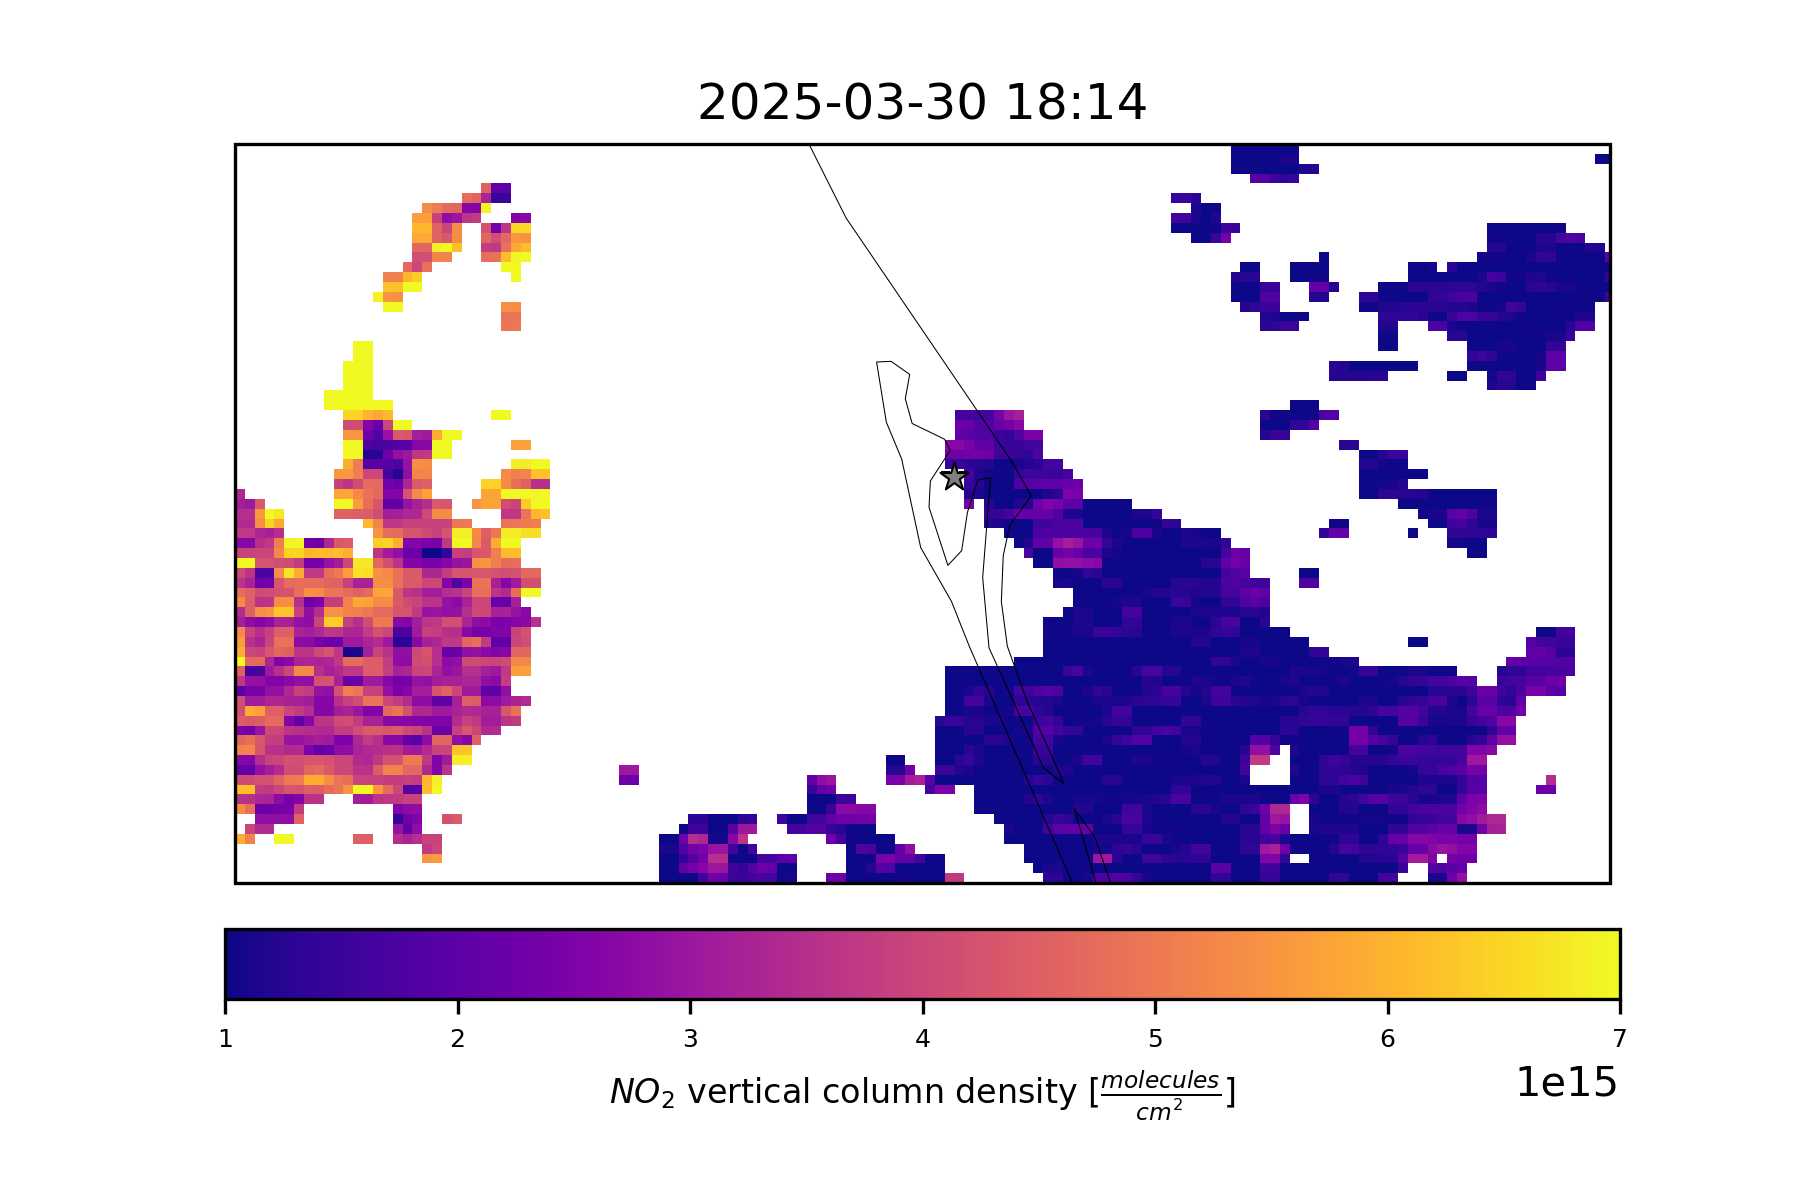 2025-03-30 18:14
1 2 3 4 5 6 7
1e15
NO₂ vertical column density [molecules/cm²]